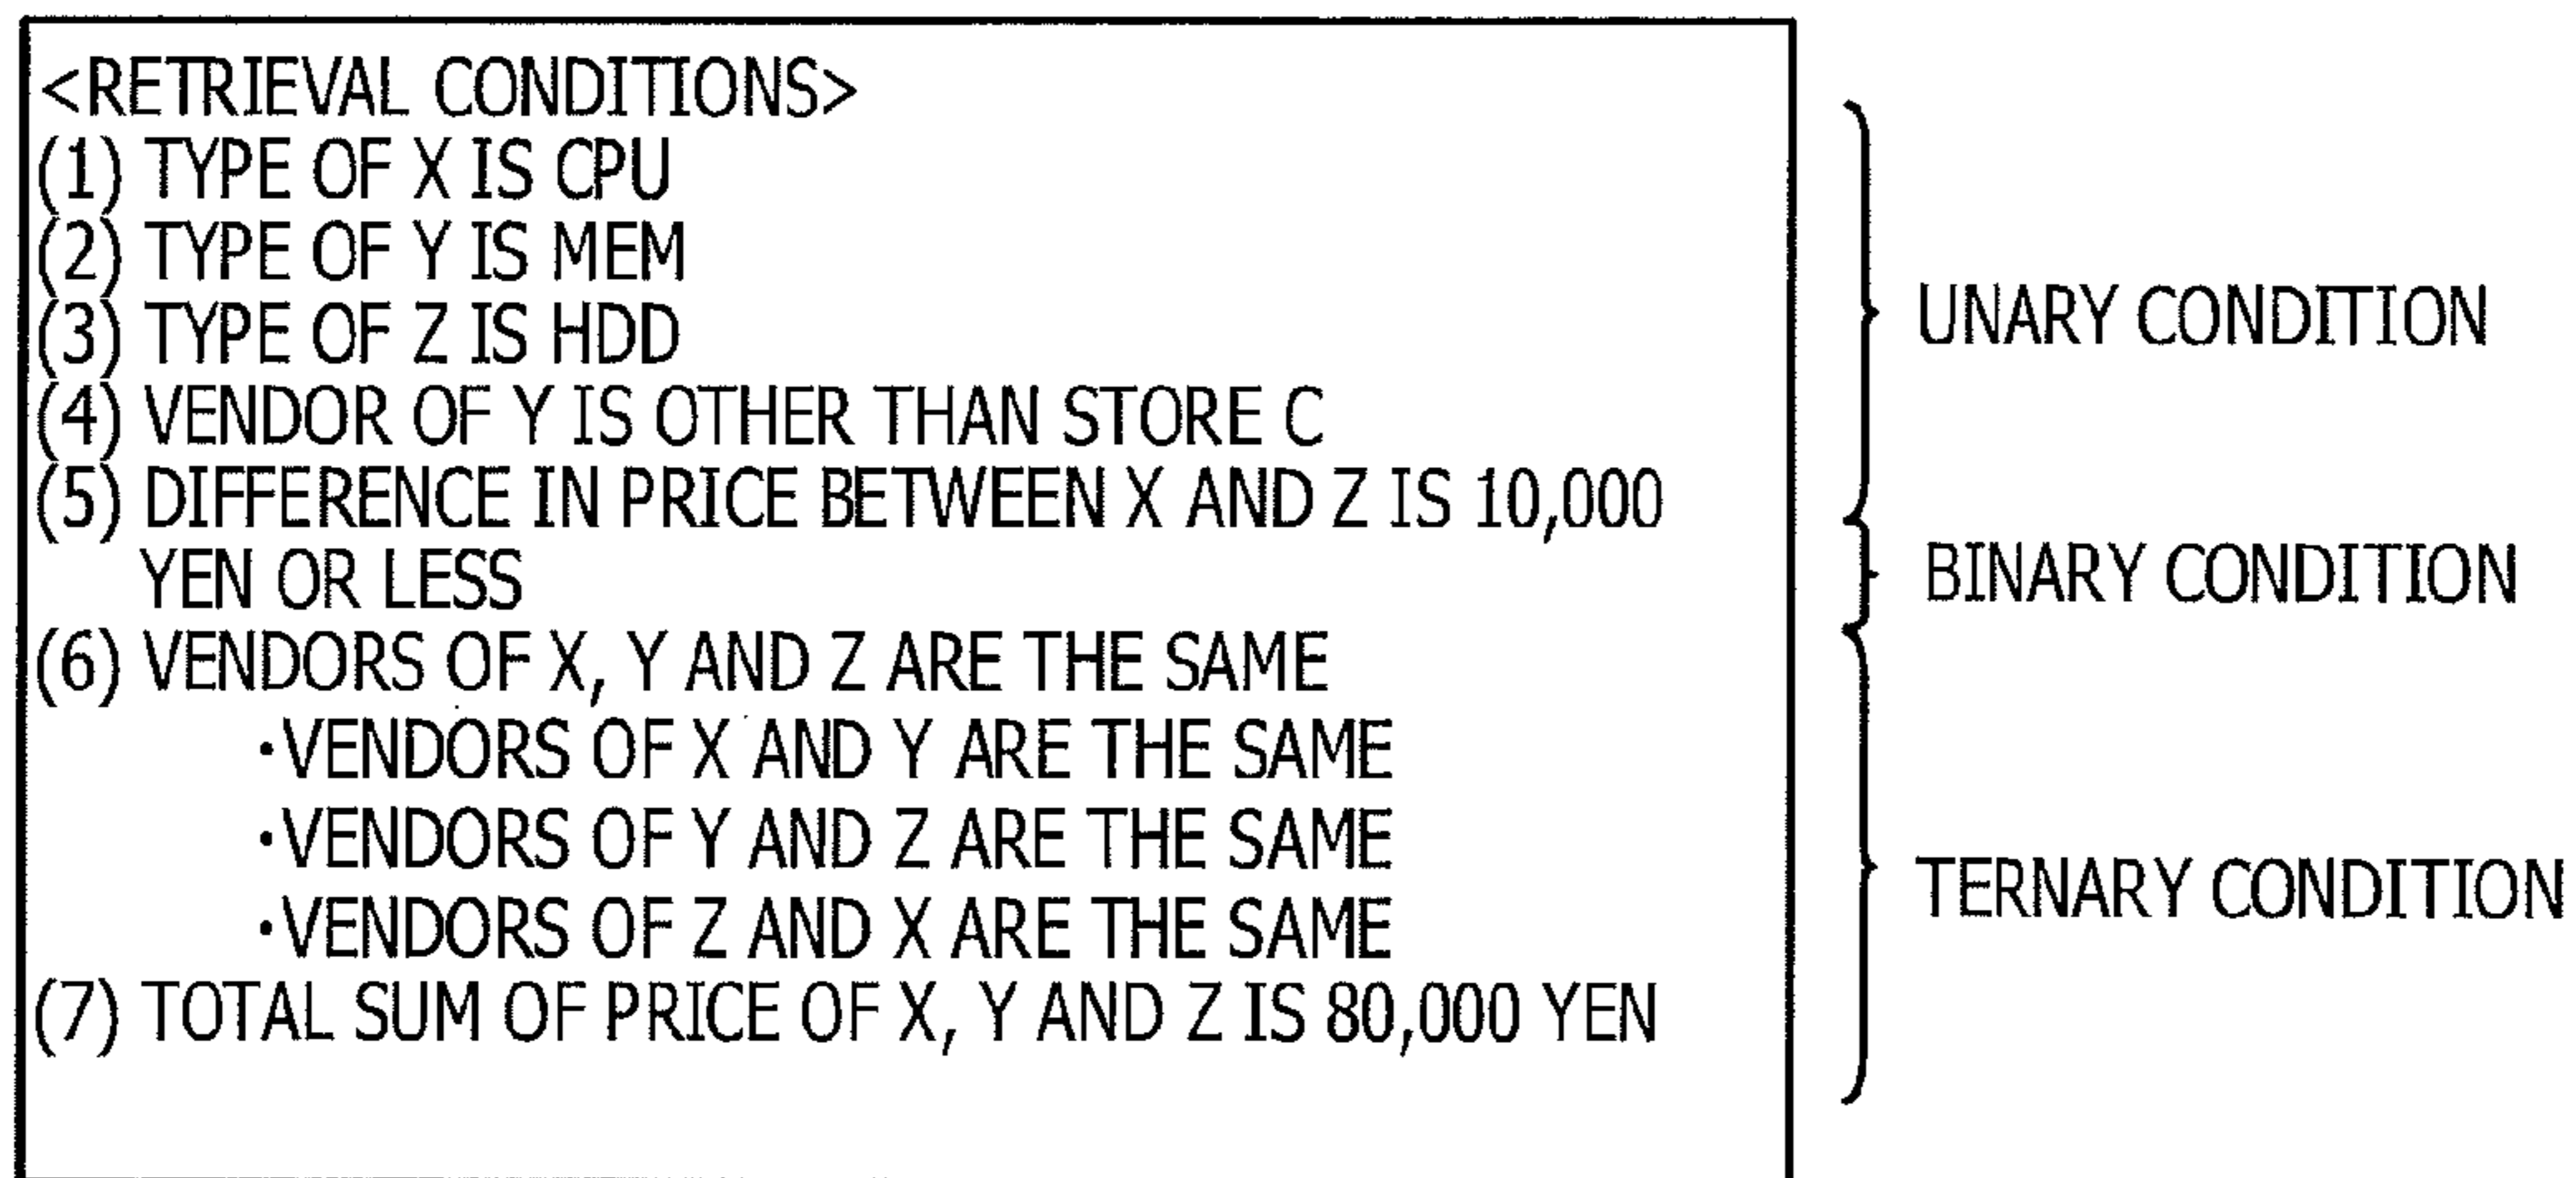 <RETRIEVAL CONDITIONS>
(1) TYPE OF X IS CPU
(2) TYPE OF Y IS MEM
(3) TYPE OF Z IS HDD
UNARY CONDITION
(4) VENDOR OF Y IS OTHER THAN STORE C
(5) DIFFERENCE IN PRICE BETWEEN X AND Z IS 10,000
YEN OR LESS
BINARY CONDITION
(6) VENDORS OF X, Y AND Z ARE THE SAME
·VENDORS OF X AND Y ARE THE SAME
·VENDORS OF Y AND Z ARE THE SAME
·VENDORS OF Z AND X ARE THE SAME
(7) TOTAL SUM OF PRICE OF X, Y AND Z IS 80,000 YEN
TERNARY CONDITION